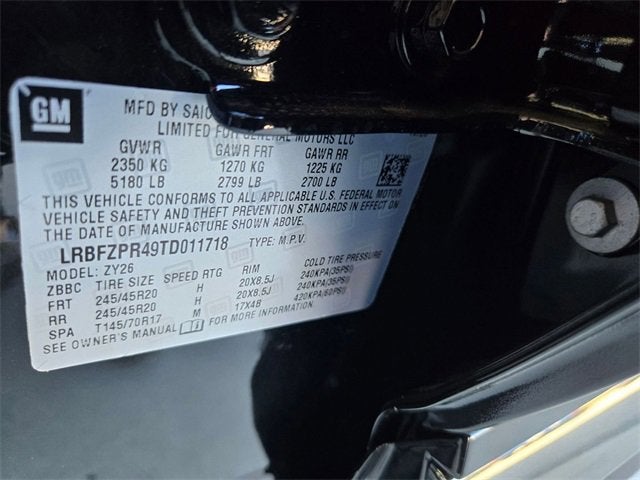 GM
MFD BY SAIC
LIMITED FOR GENERAL MOTORS LLC
GVWR GAWR FRT GAWR RR
2350 KG 1270 KG 1225 KG
5180 LB 2799 LB 2700 LB
THIS VEHICLE CONFORMS TO ALL APPLICABLE U.S. FEDERAL MOTOR
VEHICLE SAFETY AND THEFT PREVENTION STANDARDS IN EFFECT ON
THE DATE OF MANUFACTURE SHOWN ABOVE.
LRBFZPR49TD011718 TYPE: M.P.V.
MODEL: ZY26
ZBBC TIRE SIZE SPEED RTG RIM COLD TIRE PRESSURE
FRT 245/45R20 H 20X8.5J 240KPA(35PSI)
RR 245/45R20 H 20X8.5J 240KPA(35PSI)
SPA T145/70R17 M 17X4B 420KPA(60PSI)
SEE OWNER'S MANUAL FOR MORE INFORMATION